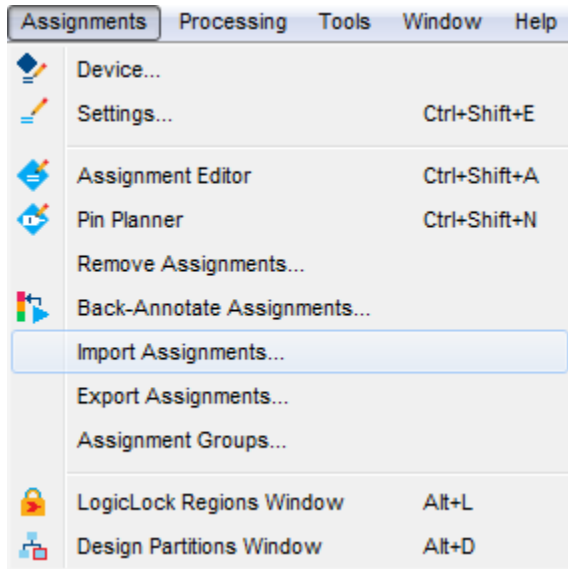 Assignments Processing Tools Window Help
Device...
Settings... Ctrl+Shift+E
Assignment Editor Ctrl+Shift+A
Pin Planner Ctrl+Shift+N
Remove Assignments...
Back-Annotate Assignments...
Import Assignments...
Export Assignments...
Assignment Groups...
LogicLock Regions Window Alt+L
Design Partitions Window Alt+D